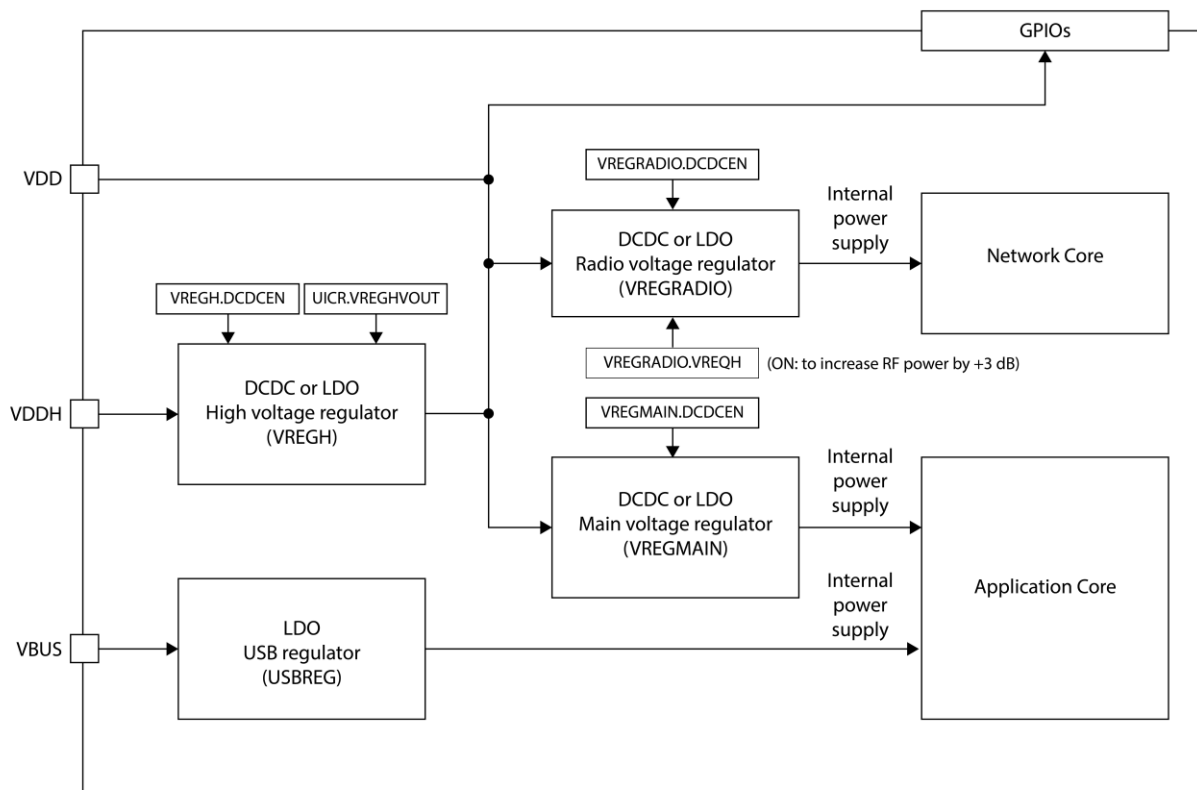 GPIOs
VDD
VREGRADIO.DCDCEN
DCDC or LDO
Radio voltage regulator
(VREGRADIO)
Internal
power
supply
Network Core
VREGH.DCDCEN
UICR.VREGHVOUT
VREGRADIO.VREQH
(ON: to increase RF power by +3 dB)
VDDH
DCDC or LDO
High voltage regulator
(VREGH)
VREGMAIN.DCDCEN
DCDC or LDO
Main voltage regulator
(VREGMAIN)
Internal
power
supply
Application Core
VBUS
LDO
USB regulator
(USBREG)
Internal
power
supply